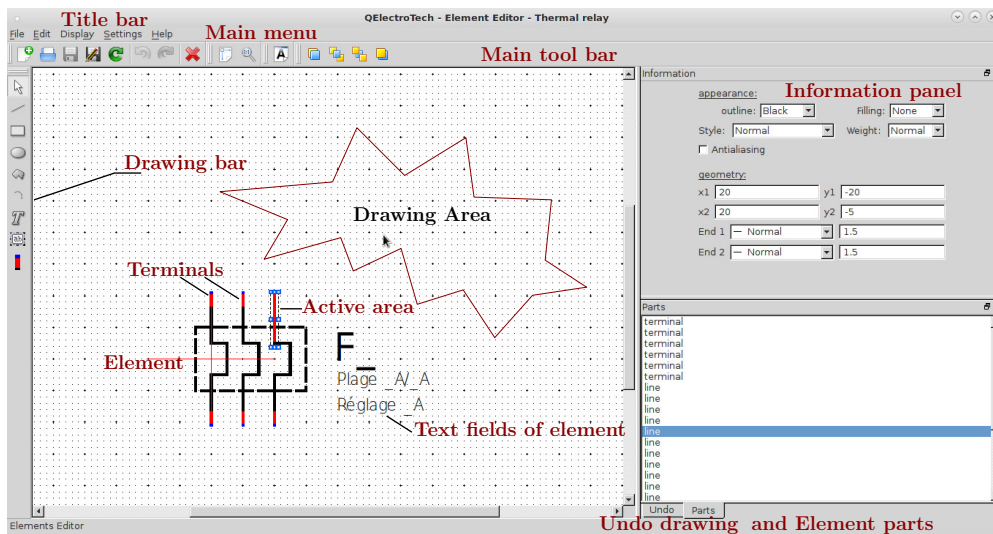 QElectroTech - Element Editor - Thermal relay
Title bar
File Edit Display Settings Help
Main menu
Main tool bar
A
Information
Information panel
appearance:
outline: Black Filling: None
Style: Normal Weight: Normal
Antialiasing
geometry:
x1 20 y1 -20
x2 20 y2 -5
End 1 Normal 1.5
End 2 Normal 1.5
Drawing bar
T
Drawing Area
Terminals
Active area
Element
F_
Plage _A/_A
Réglage _A
Text fields of element
Parts
terminal
terminal
terminal
terminal
terminal
terminal
line
line
line
line
line
line
line
line
line
line
line
Undo Parts
Elements Editor
Undo drawing and Element parts